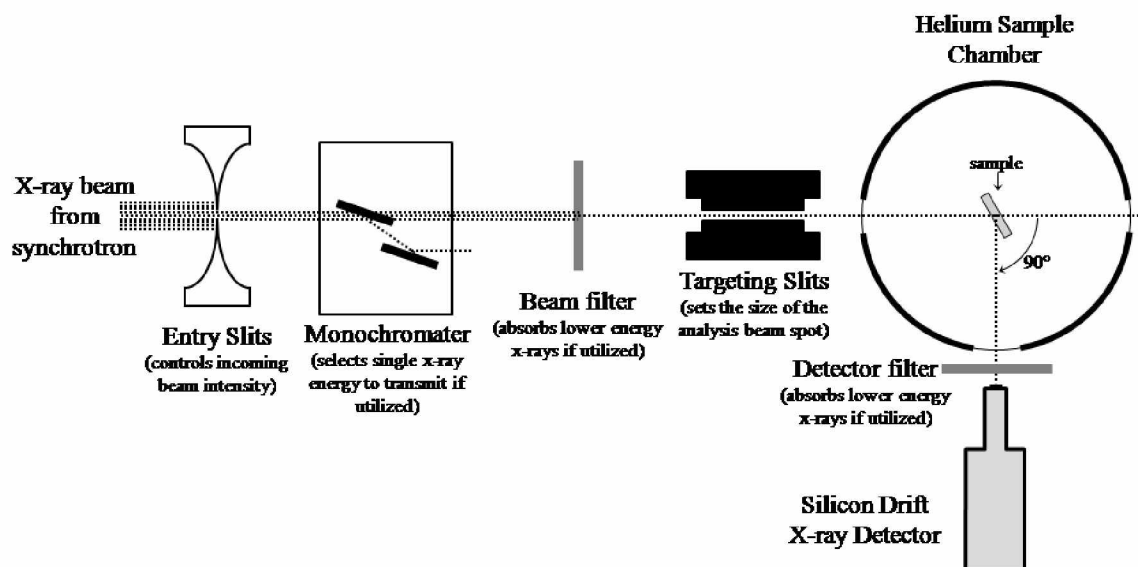 Helium Sample
Chamber
sample
X-ray beam
from
synchrotron
90°
Entry Slits
(controls incoming
beam intensity)
Monochromater
(selects single x-ray
energy to transmit if
utilized)
Beam filter
(absorbs lower energy
x-rays if utilized)
Targeting Slits
(sets the size of the
analysis beam spot)
Detector filter
(absorbs lower energy
x-rays if utilized)
Silicon Drift
X-ray Detector